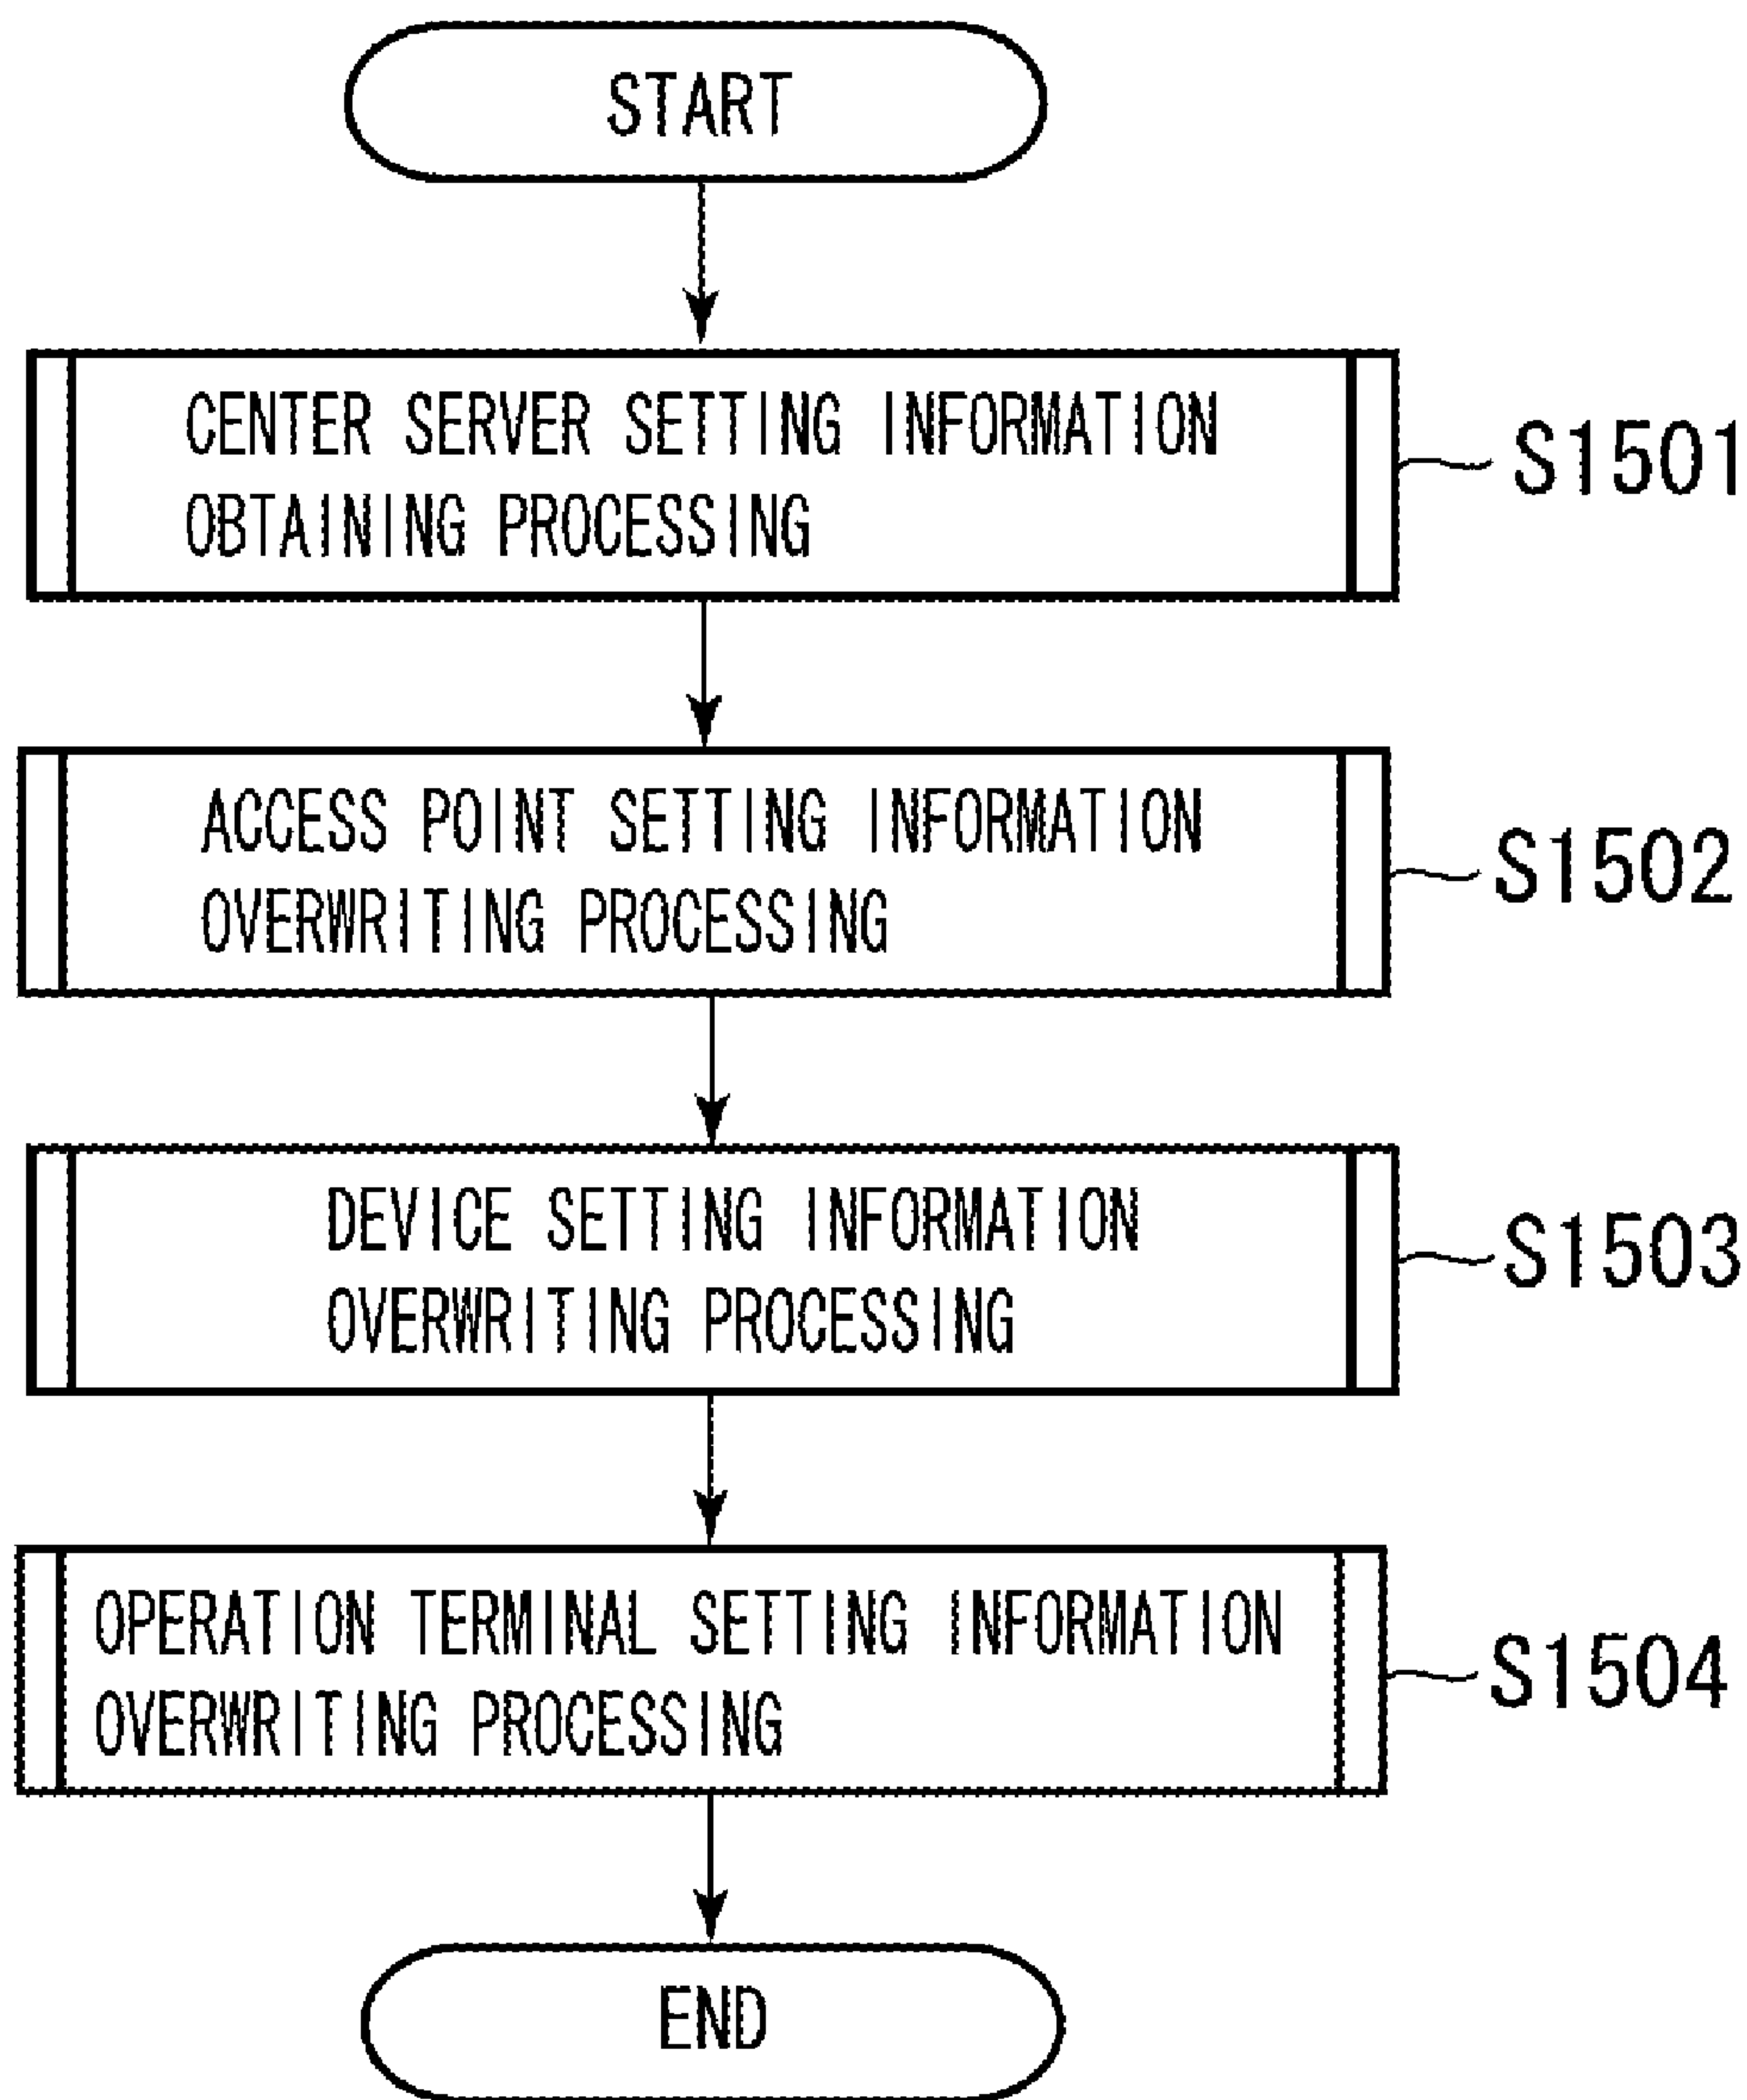 START
CENTER SERVER SETTING INFORMATION
OBTAINING PROCESSING
S1501
ACCESS POINT SETTING INFORMATION
OVERWRITING PROCESSING
S1502
DEVICE SETTING INFORMATION
OVERWRITING PROCESSING
S1503
OPERATION TERMINAL SETTING INFORMATION
OVERWRITING PROCESSING
S1504
END